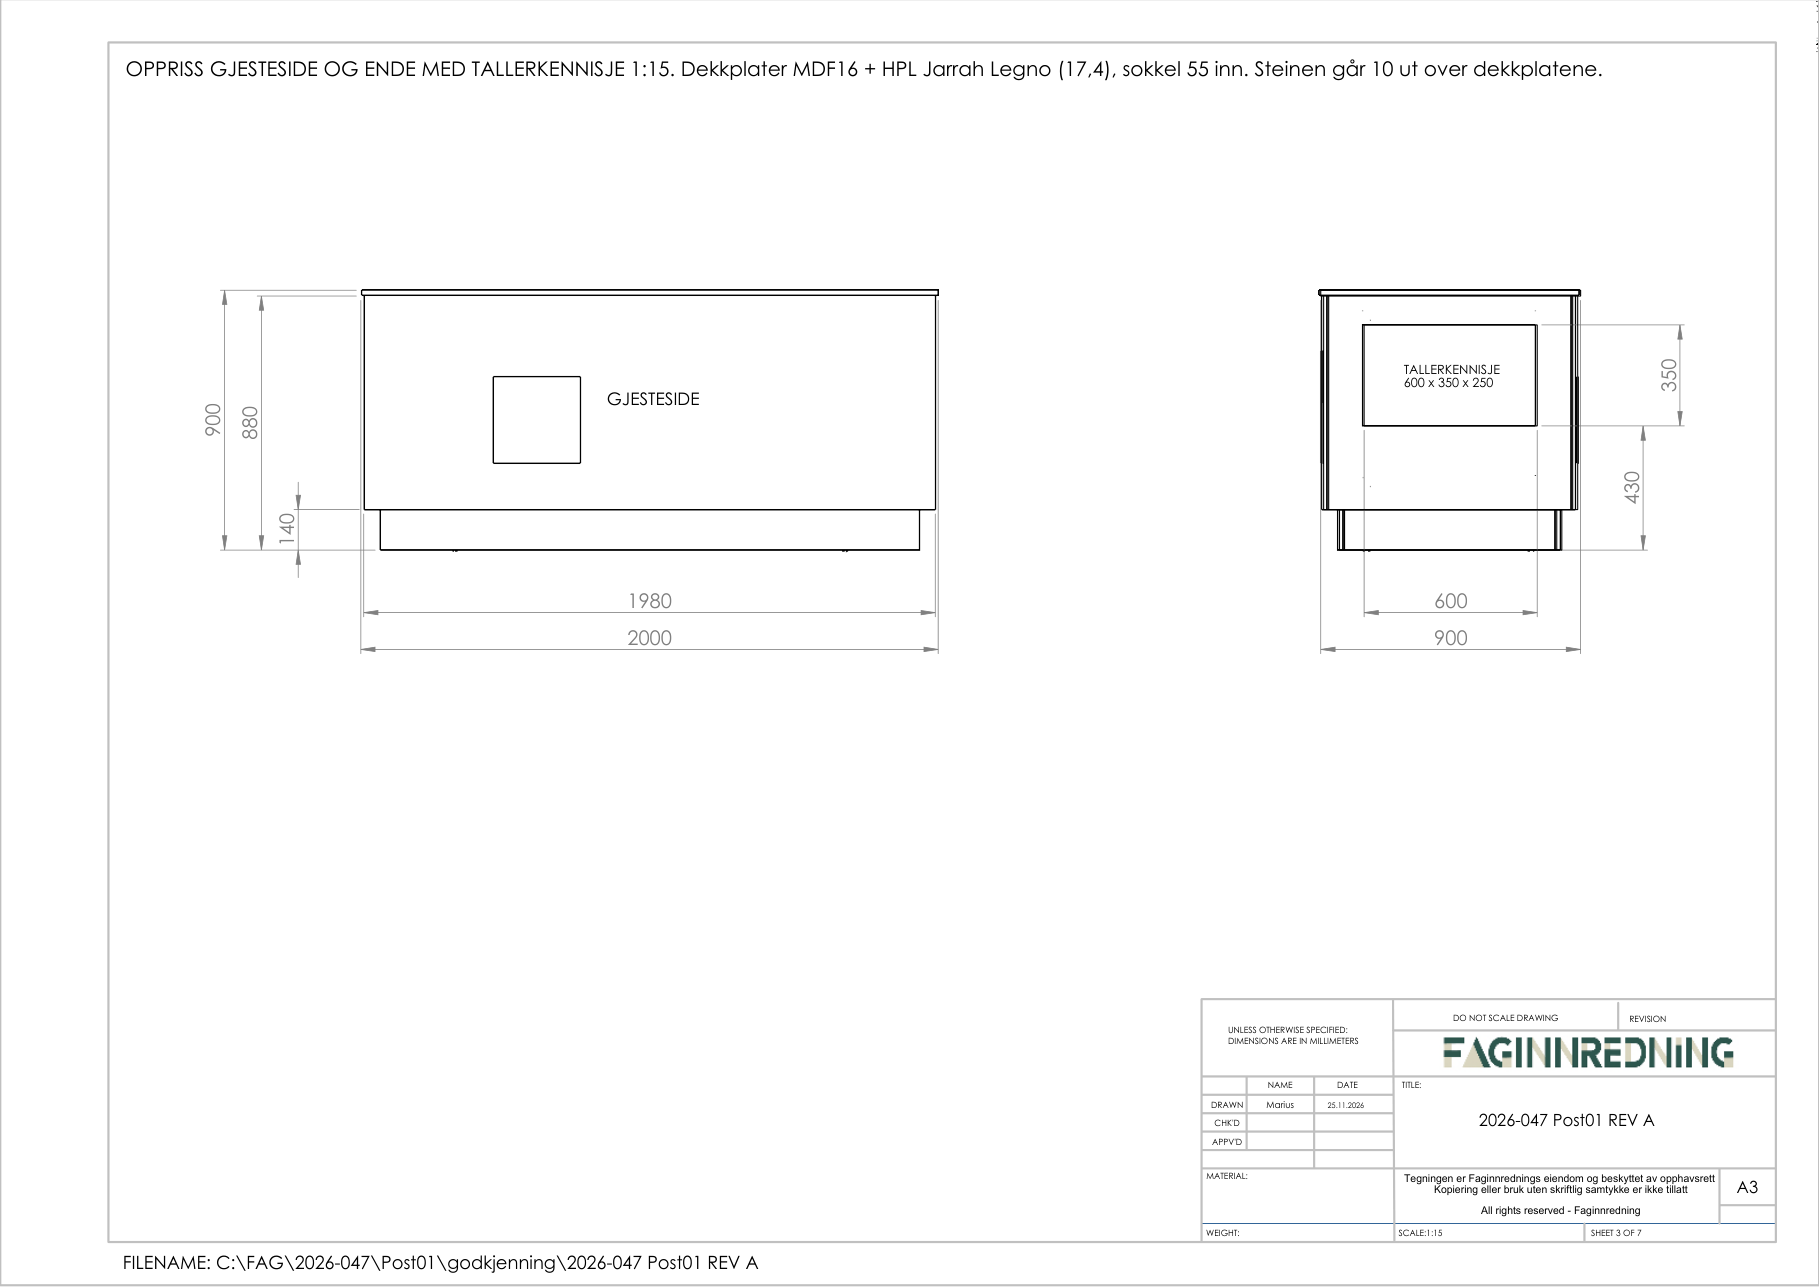 OPPRISS GJESTESIDE OG ENDE MED TALLERKENNISJE 1:15. Dekkplater MDF16 + HPL Jarrah Legno (17,4), sokkel 55 inn. Steinen går 10 ut over dekkplatene.
900
880
140
GJESTESIDE
1980
2000
TALLERKENNISJE
600 x 350 x 250
350
430
600
900
UNLESS OTHERWISE SPECIFIED:
DIMENSIONS ARE IN MILLIMETERS
DO NOT SCALE DRAWING
REVISION
FAGINNREDNING
NAME
DATE
DRAWN
Marius
25.11.2026
CHK'D
APPV'D
TITLE:
2026-047 Post01 REV A
MATERIAL:
Tegningen er Faginnrednings eiendom og beskyttet av opphavsrett
Kopiering eller bruk uten skriftlig samtykke er ikke tillatt
All rights reserved - Faginnredning
A3
WEIGHT:
SCALE:1:15
SHEET 3 OF 7
FILENAME: C:\FAG\2026-047\Post01\godkjenning\2026-047 Post01 REV A